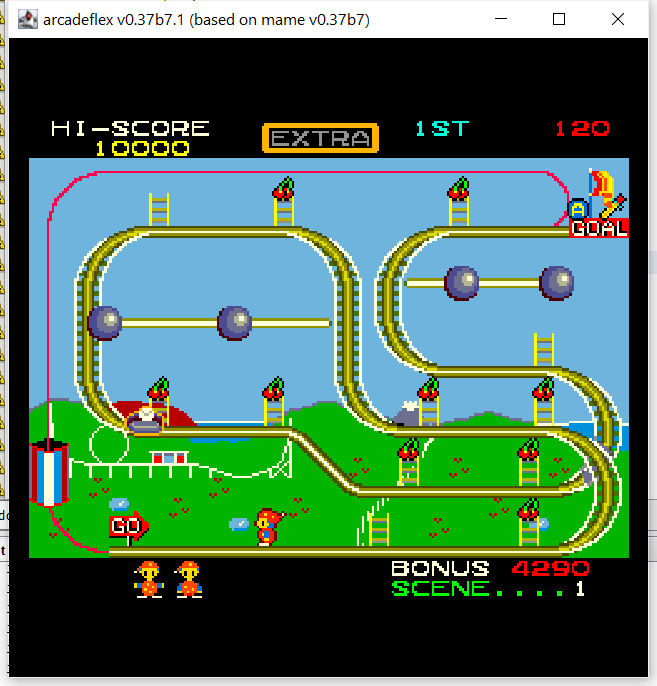 arcadeflex v0.37b7.1 (based on mame v0.37b7)
HI-SCORE
10000
EXTRA
1ST 120
A
GOAL
GO
BONUS 4290
SCENE....1